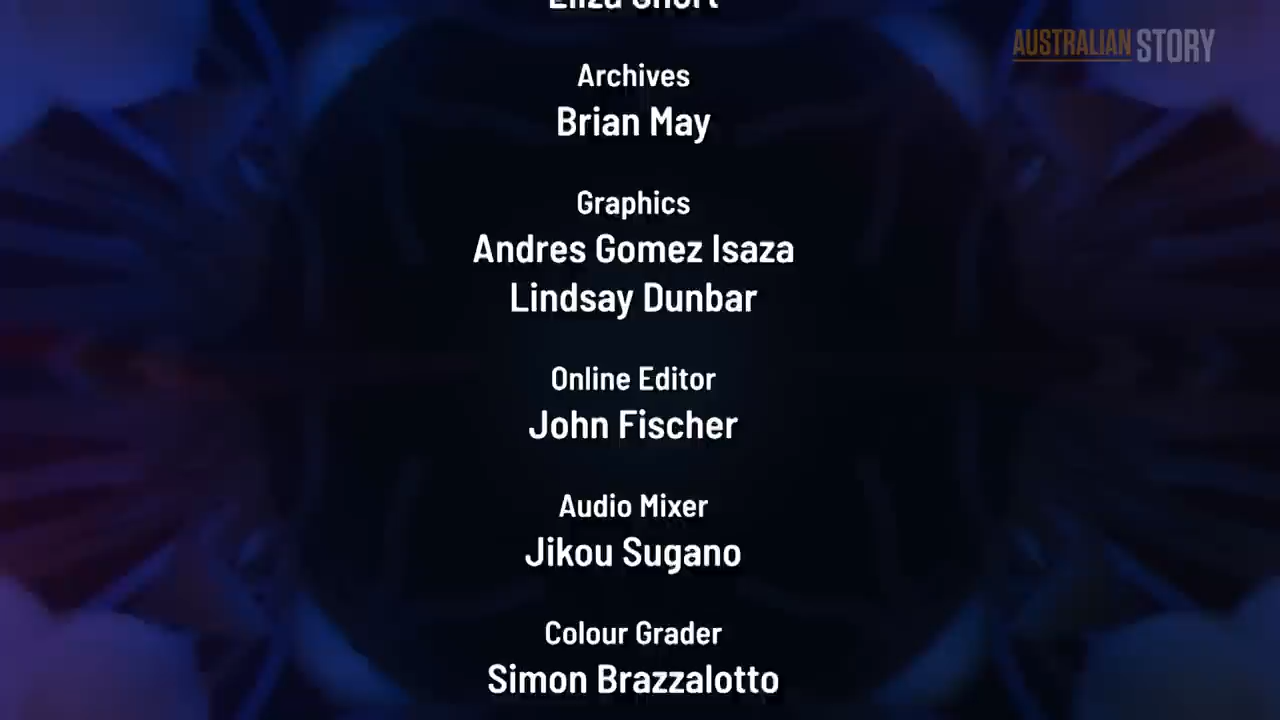 AUSTRALIAN STORY
Archives
Brian May
Graphics
Andres Gomez Isaza
Lindsay Dunbar
Online Editor
John Fischer
Audio Mixer
Jikou Sugano
Colour Grader
Simon Brazzalotto